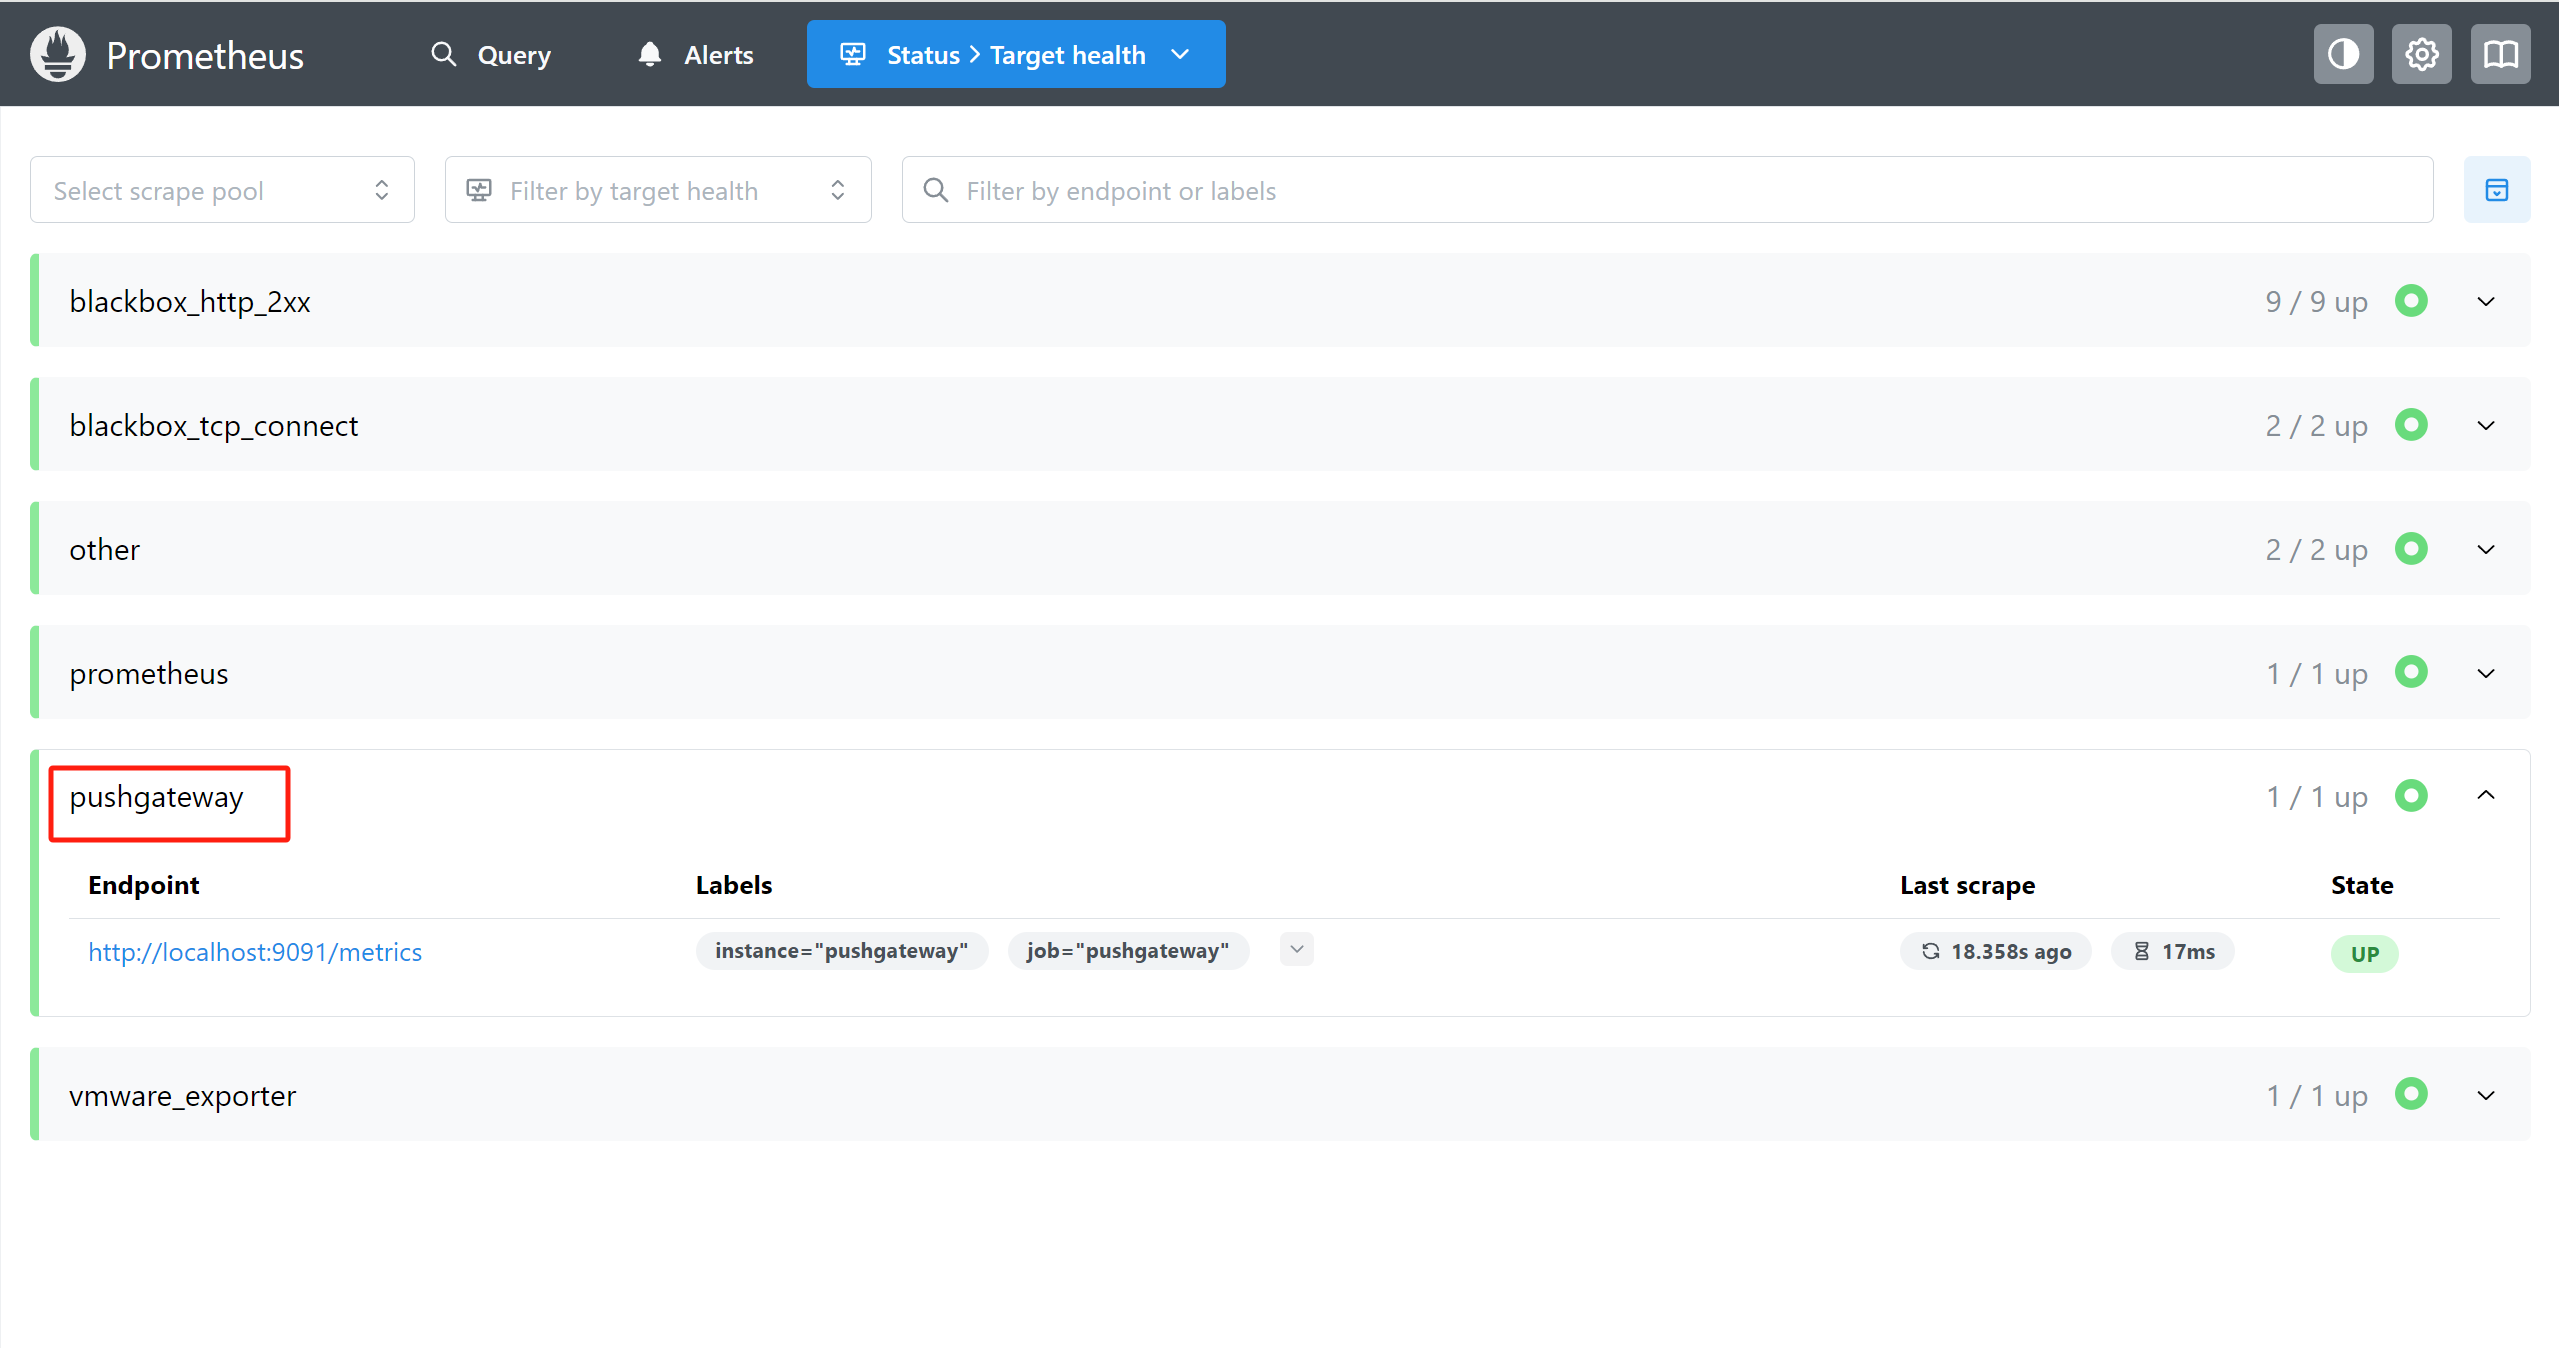 Prometheus Query Alerts Status > Target health
Select scrape pool Filter by target health Filter by endpoint or labels
blackbox_http_2xx 9 / 9 up
blackbox_tcp_connect 2 / 2 up
other 2 / 2 up
prometheus 1 / 1 up
pushgateway 1 / 1 up
Endpoint Labels Last scrape State
http://localhost:9091/metrics instance="pushgateway" job="pushgateway" 18.358s ago 17ms UP
vmware_exporter 1 / 1 up